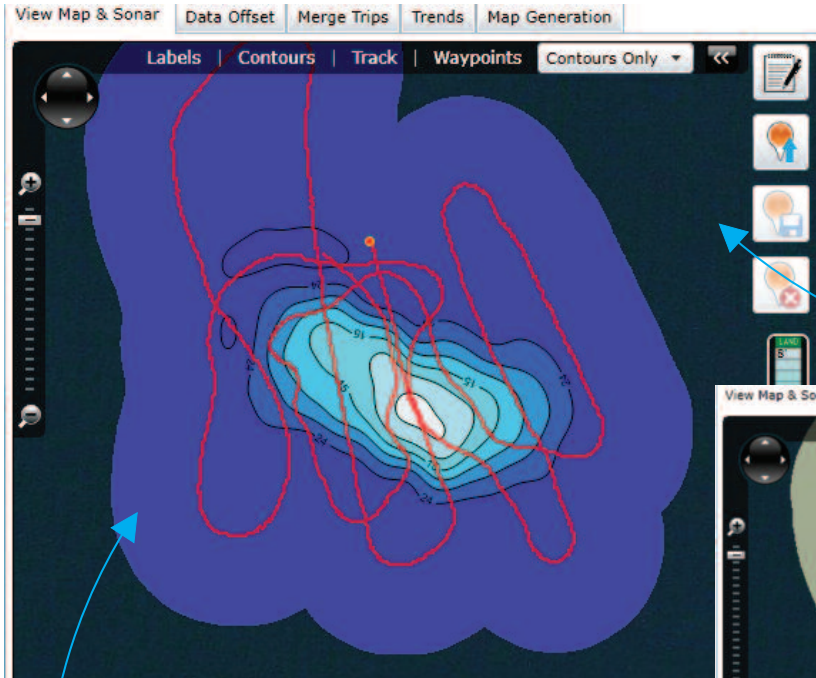 View Map & Sonar Data Offset Merge Trips Trends Map Generation
Labels | Contours | Track | Waypoints Contours Only
LAND
S'
24
15
24
24
15
15
24
24
View Map & So